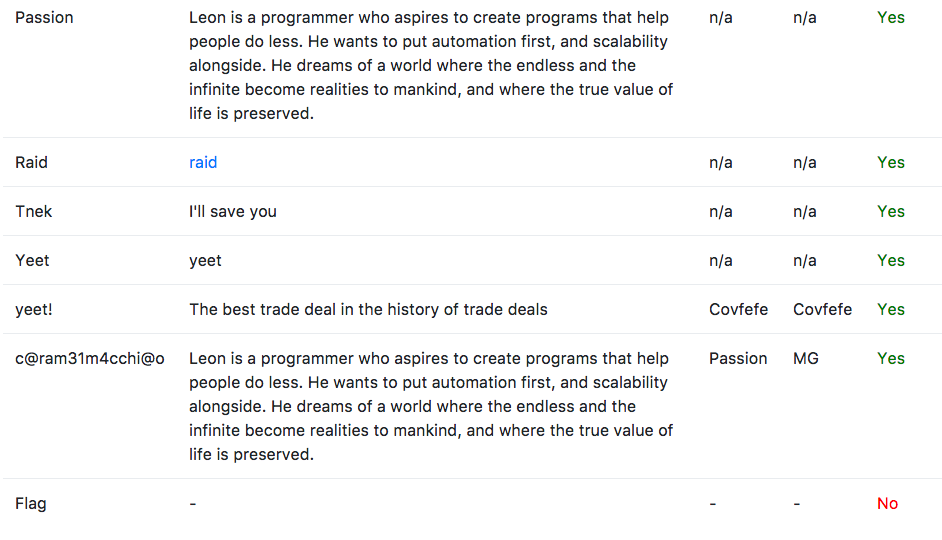 Passion Leon is a programmer who aspires to create programs that help n/a n/a Yes
people do less. He wants to put automation first, and scalability
alongside. He dreams of a world where the endless and the
infinite become realities to mankind, and where the true value of
life is preserved.
Raid raid n/a n/a Yes
Tnek I'll save you n/a n/a Yes
Yeet yeet n/a n/a Yes
yeet! The best trade deal in the history of trade deals Covfefe Covfefe Yes
c@ram31m4cchi@o Leon is a programmer who aspires to create programs that help Passion MG Yes
people do less. He wants to put automation first, and scalability
alongside. He dreams of a world where the endless and the
infinite become realities to mankind, and where the true value of
life is preserved.
Flag - - - No